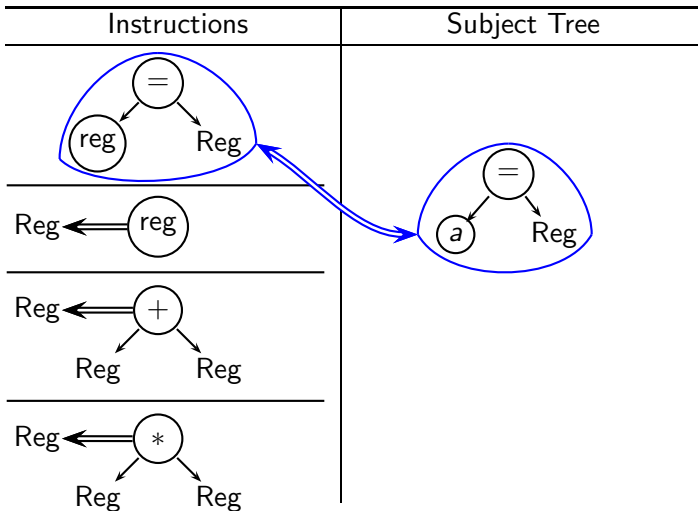 Instructions Subject Tree
=
reg Reg
=
a Reg
Reg reg
Reg +
Reg Reg
Reg *
Reg Reg